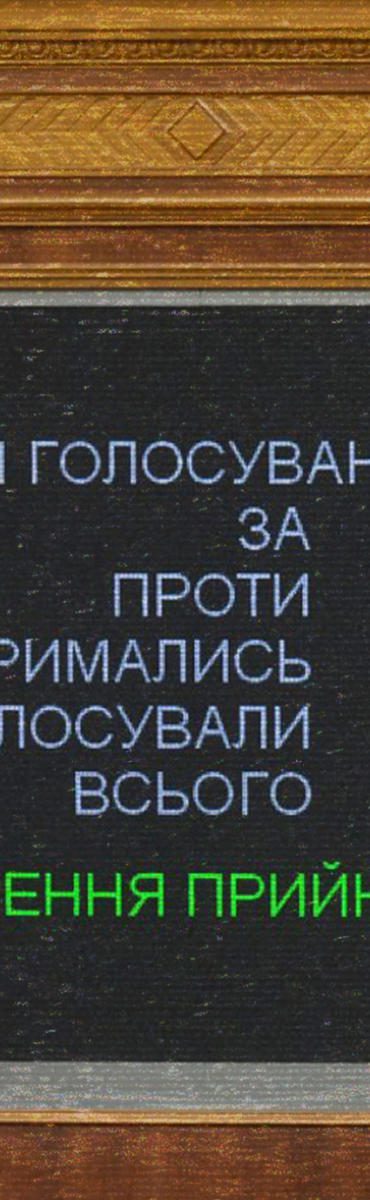 ГОЛОСУВАН
ЗА
ПРОТИ
РИМАЛИСЬ
ЛОСУВАЛИ
ВСЬОГО
ЕННЯ ПРИЙН